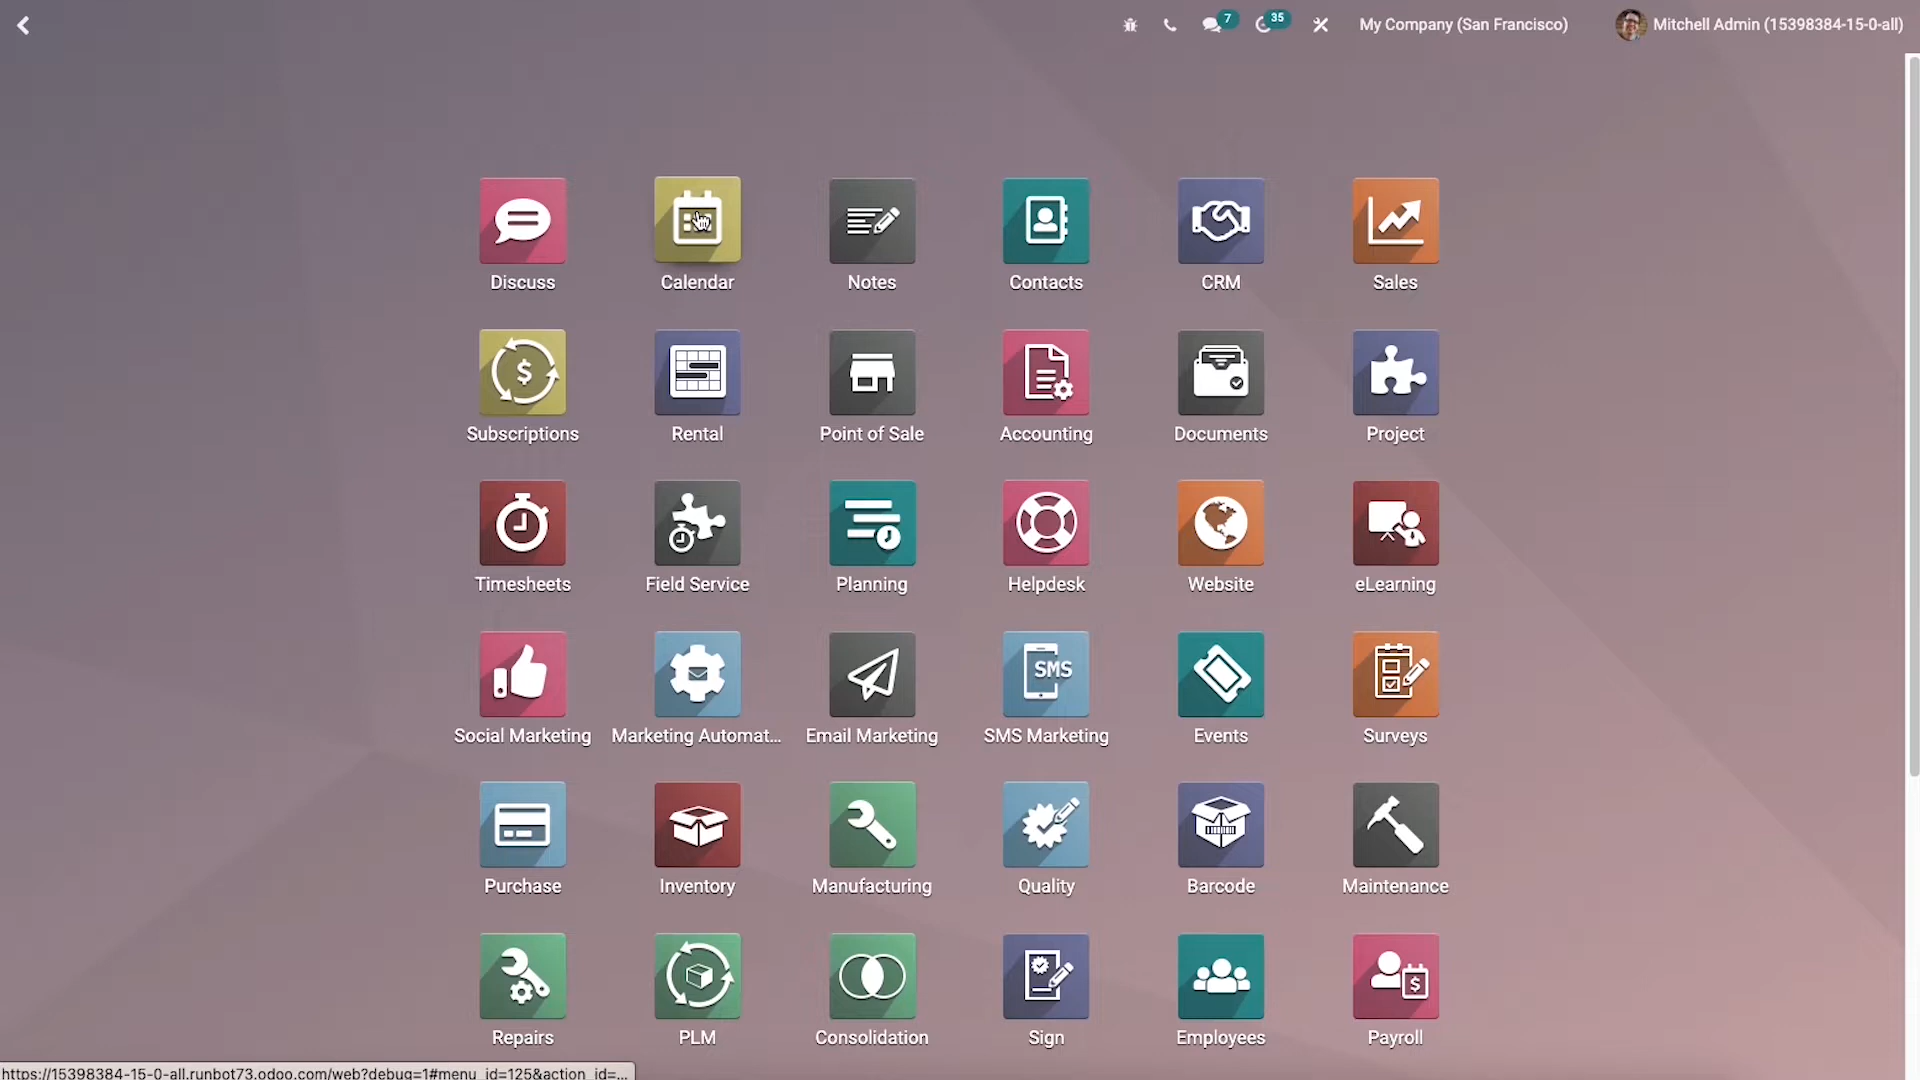 7
35
My Company (San Francisco)
Mitchell Admin (15398384-15-0-all)
Discuss
Calendar
Notes
Contacts
CRM
Sales
Subscriptions
Rental
Point of Sale
Accounting
Documents
Project
Timesheets
Field Service
Planning
Helpdesk
Website
eLearning
SMS
Social Marketing
Marketing Automat...
Email Marketing
SMS Marketing
Events
Surveys
Purchase
Inventory
Manufacturing
Quality
Barcode
Maintenance
Repairs
PLM
Consolidation
Sign
Employees
Payroll
https://15398384-15-0-all.runbot73.odoo.com/web?debug=1#menu_id=125&action_id=...